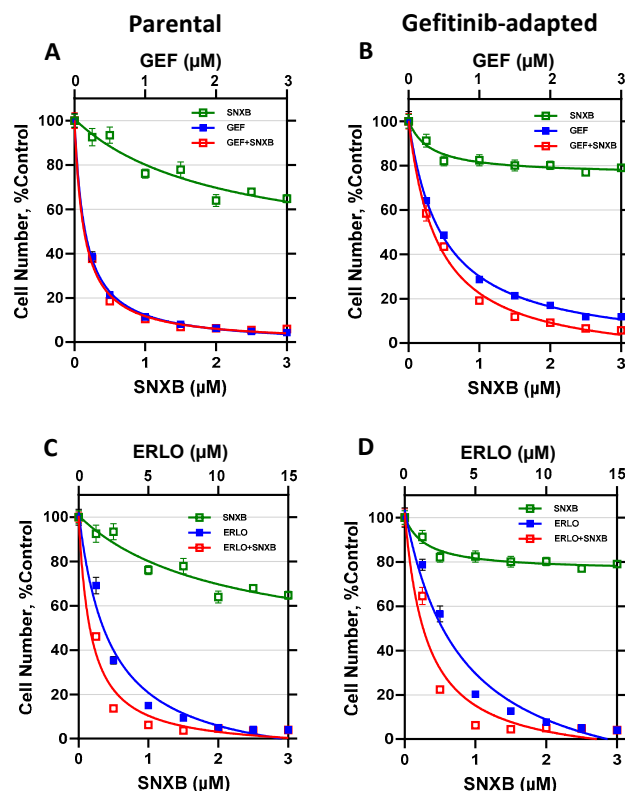 Parental
Gefitinib-adapted
A
GEF (µM)
0 1 2 3
SNXB
GEF
GEF+SNXB
Cell Number, %Control
100
80
60
40
20
0
0 1 2 3
SNXB (µM)
B
GEF (µM)
0 1 2 3
SNXB
GEF
GEF+SNXB
Cell Number, %Control
100
80
60
40
20
0
0 1 2 3
SNXB (µM)
C
ERLO (µM)
0 5 10 15
SNXB
ERLO
ERLO+SNXB
Cell Number, %Control
100
80
60
40
20
0
0 1 2 3
SNXB (µM)
D
ERLO (µM)
0 5 10 15
SNXB
ERLO
ERLO+SNXB
Cell Number, %Control
100
80
60
40
20
0
0 1 2 3
SNXB (µM)